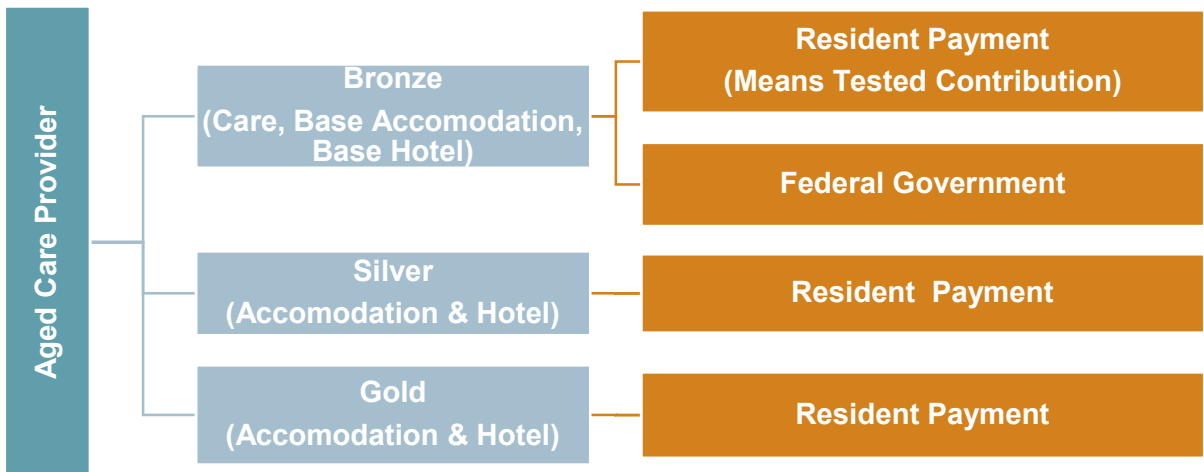 Aged Care Provider
Bronze
(Care, Base Accomodation,
Base Hotel)
Resident Payment
(Means Tested Contribution)
Federal Government
Silver
(Accomodation & Hotel)
Resident Payment
Gold
(Accomodation & Hotel)
Resident Payment